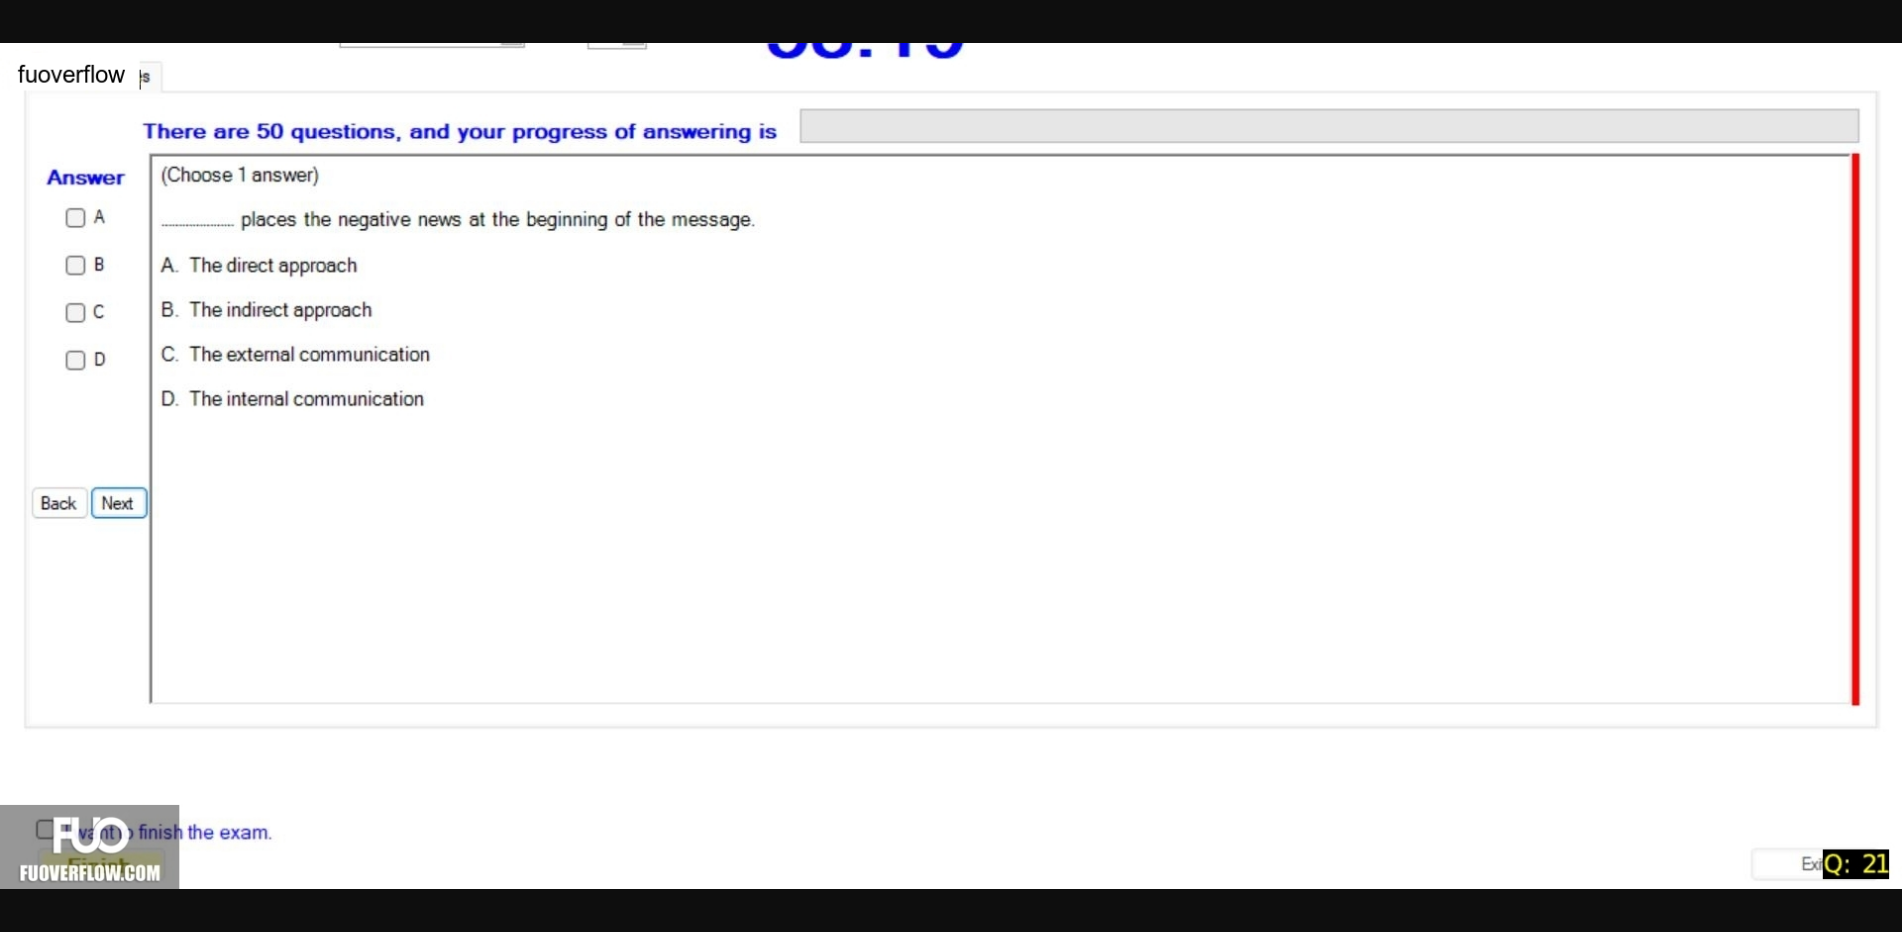 fuoverflow
There are 50 questions, and your progress of answering is
Answer
(Choose 1 answer)
A
B
C
D
.................. places the negative news at the beginning of the message.
A. The direct approach
B. The indirect approach
C. The external communication
D. The internal communication
Back Next
finish the exam.
FUO
FUOVERFLOW.COM
Q: 21